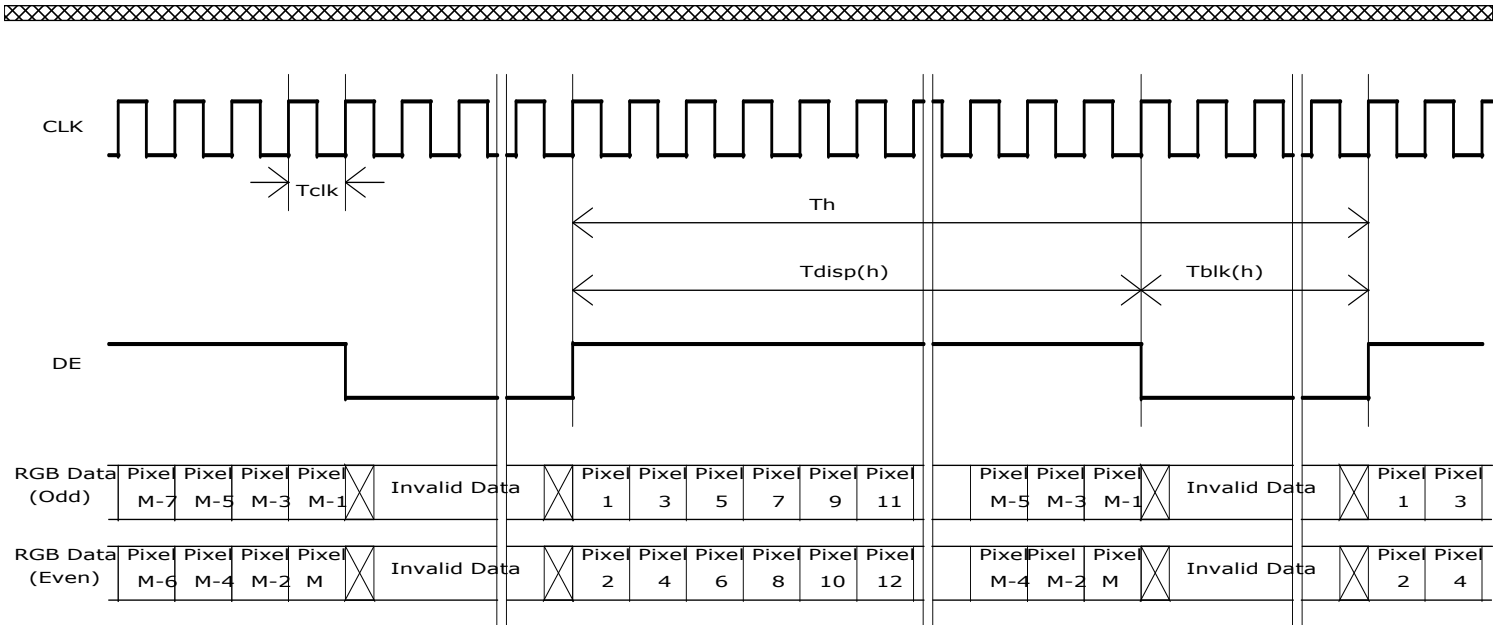 CLK
Tclk
Th
Tdisp(h)
Tblk(h)
DE
RGB Data
(Odd)
Pixel Pixel Pixel Pixel Invalid Data Pixel Pixel Pixel Pixel Pixel Pixel Pixel Pixel Pixel Invalid Data Pixel Pixel
M-7 M-5 M-3 M-1 1 3 5 7 9 11 M-5 M-3 M-1 1 3
RGB Data
(Even)
Pixel Pixel Pixel Pixel Invalid Data Pixel Pixel Pixel Pixel Pixel Pixel Pixel Pixel Pixel Invalid Data Pixel Pixel
M-6 M-4 M-2 M 2 4 6 8 10 12 M-4 M-2 M 2 4